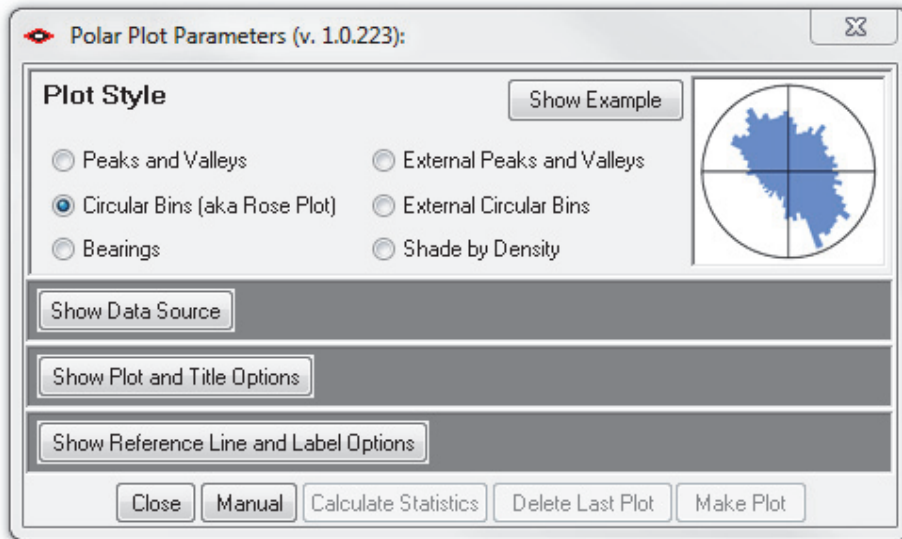 Polar Plot Parameters (v. 1.0.223):
Plot Style
Show Example
Peaks and Valleys
External Peaks and Valleys
Circular Bins (aka Rose Plot)
External Circular Bins
Bearings
Shade by Density
Show Data Source
Show Plot and Title Options
Show Reference Line and Label Options
Close Manual Calculate Statistics Delete Last Plot Make Plot